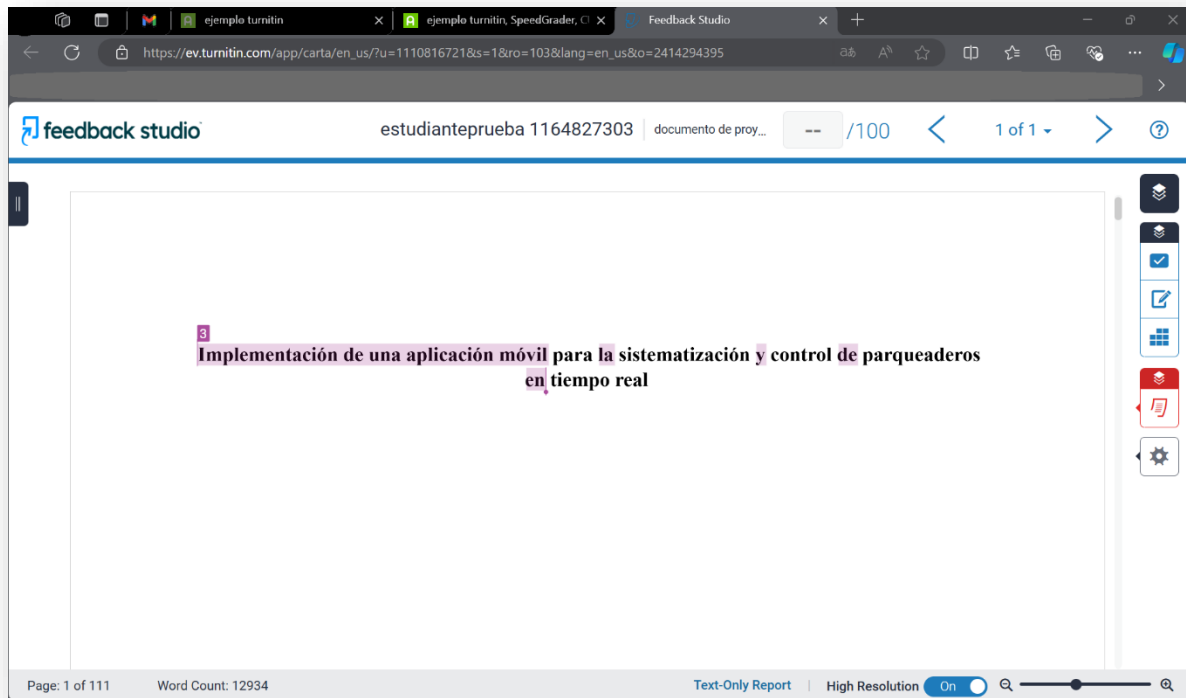 ejemplo turnitin
ejemplo turnitin, SpeedGrader, C
Feedback Studio
https://ev.turnitin.com/app/carta/en_us/?u=1110816721&s=1&ro=103&lang=en_us&o=2414294395
feedback studio
estudianteprueba 1164827303
documento de proy...
-- /100
1 of 1
3
Implementación de una aplicación móvil para la sistematización y control de parqueaderos
en tiempo real
Page: 1 of 111
Word Count: 12934
Text-Only Report
High Resolution
On